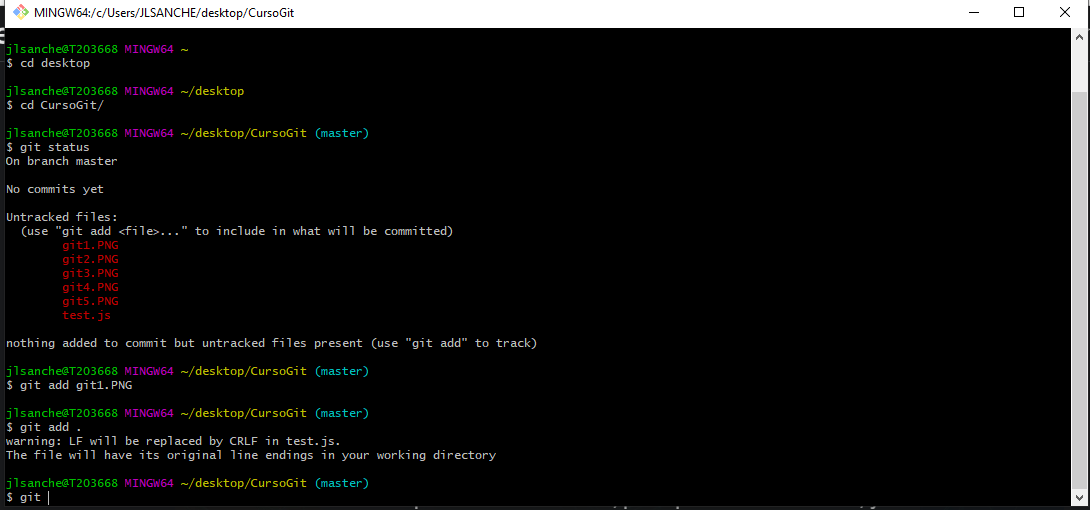 MINGW64:/c/Users/JLSANCHE/desktop/CursoGit
jlsanche@T203668 MINGW64 ~
$ cd desktop
jlsanche@T203668 MINGW64 ~/desktop
$ cd CursoGit/
jlsanche@T203668 MINGW64 ~/desktop/CursoGit (master)
$ git status
On branch master
No commits yet
Untracked files:
(use "git add <file>..." to include in what will be committed)
git1.PNG
git2.PNG
git3.PNG
git4.PNG
git5.PNG
test.js
nothing added to commit but untracked files present (use "git add" to track)
jlsanche@T203668 MINGW64 ~/desktop/CursoGit (master)
$ git add git1.PNG
jlsanche@T203668 MINGW64 ~/desktop/CursoGit (master)
$ git add .
warning: LF will be replaced by CRLF in test.js.
The file will have its original line endings in your working directory
jlsanche@T203668 MINGW64 ~/desktop/CursoGit (master)
$ git